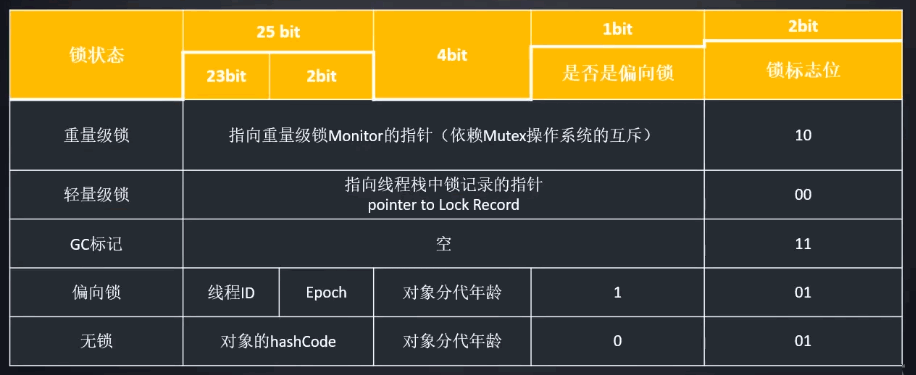 锁状态 25 bit 4bit 1bit 2bit
23bit 2bit 是否是偏向锁 锁标志位
重量级锁 指向重量级锁Monitor的指针（依赖Mutex操作系统的互斥） 10
轻量级锁 指向线程栈中锁记录的指针 00
pointer to Lock Record
GC标记 空 11
偏向锁 线程ID Epoch 对象分代年龄 1 01
无锁 对象的hashCode 对象分代年龄 0 01